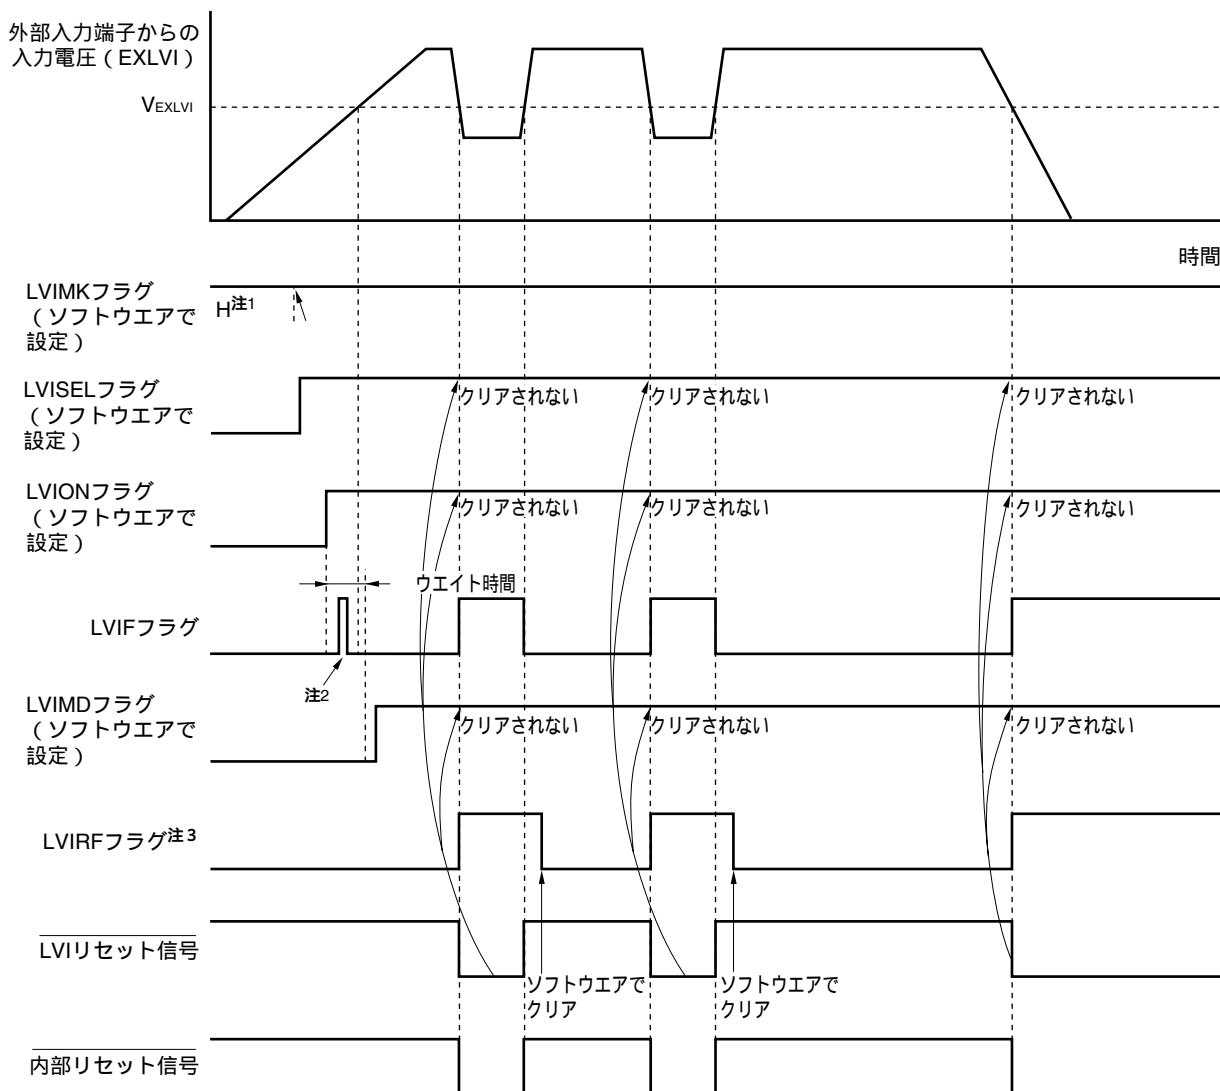 外部入力端子からの
入力電圧（EXLVI）
VEXLVI
時間
LVIMKフラグ
（ソフトウエアで
設定）
H注1
LVISELフラグ
（ソフトウエアで
設定）
クリアされない
クリアされない
クリアされない
LVIONフラグ
（ソフトウエアで
設定）
クリアされない
クリアされない
クリアされない
ウエイト時間
LVIFフラグ
注2
LVIMDフラグ
（ソフトウエアで
設定）
クリアされない
クリアされない
クリアされない
LVIRFフラグ注3
LVIリセット信号
ソフトウエアで
クリア
ソフトウエアで
クリア
内部リセット信号